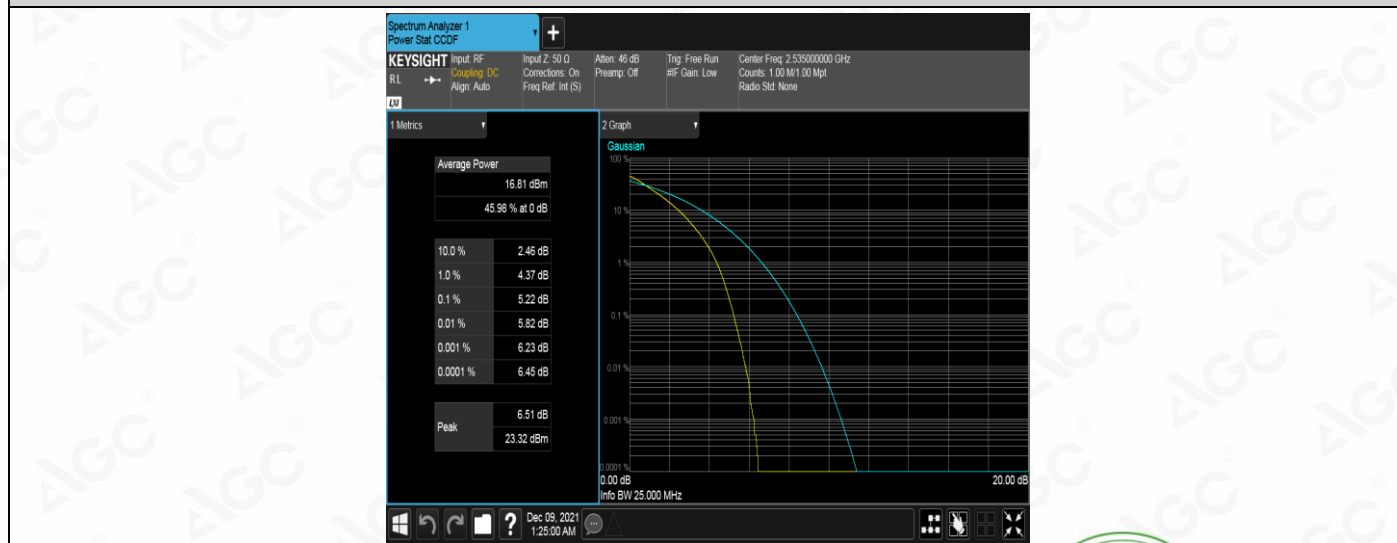 Spectrum Analyzer 1
Power Stat CCDF
+
KEYSIGHT
RL
LXI
Input: RF
Coupling: DC
Align: Auto
Input Z: 50 Ω
Corrections: On
Freq Ref: Int (S)
Atten: 46 dB
Preamp: Off
Trig: Free Run
#IF Gain: Low
Center Freq: 2.535000000 GHz
Counts: 1.00 M/1.00 Mpt
Radio Std: None
1 Metrics
Average Power
16.81 dBm
45.98 % at 0 dB
10.0 % 2.46 dB
1.0 % 4.37 dB
0.1 % 5.22 dB
0.01 % 5.82 dB
0.001 % 6.23 dB
0.0001 % 6.45 dB
Peak
6.51 dB
23.32 dBm
2 Graph
Gaussian
100 %
10 %
1 %
0.1 %
0.01 %
0.001 %
0.0001 %
0.00 dB 20.00 dB
Info BW 25.000 MHz
?
Dec 09, 2021
1:25:00 AM
AGC